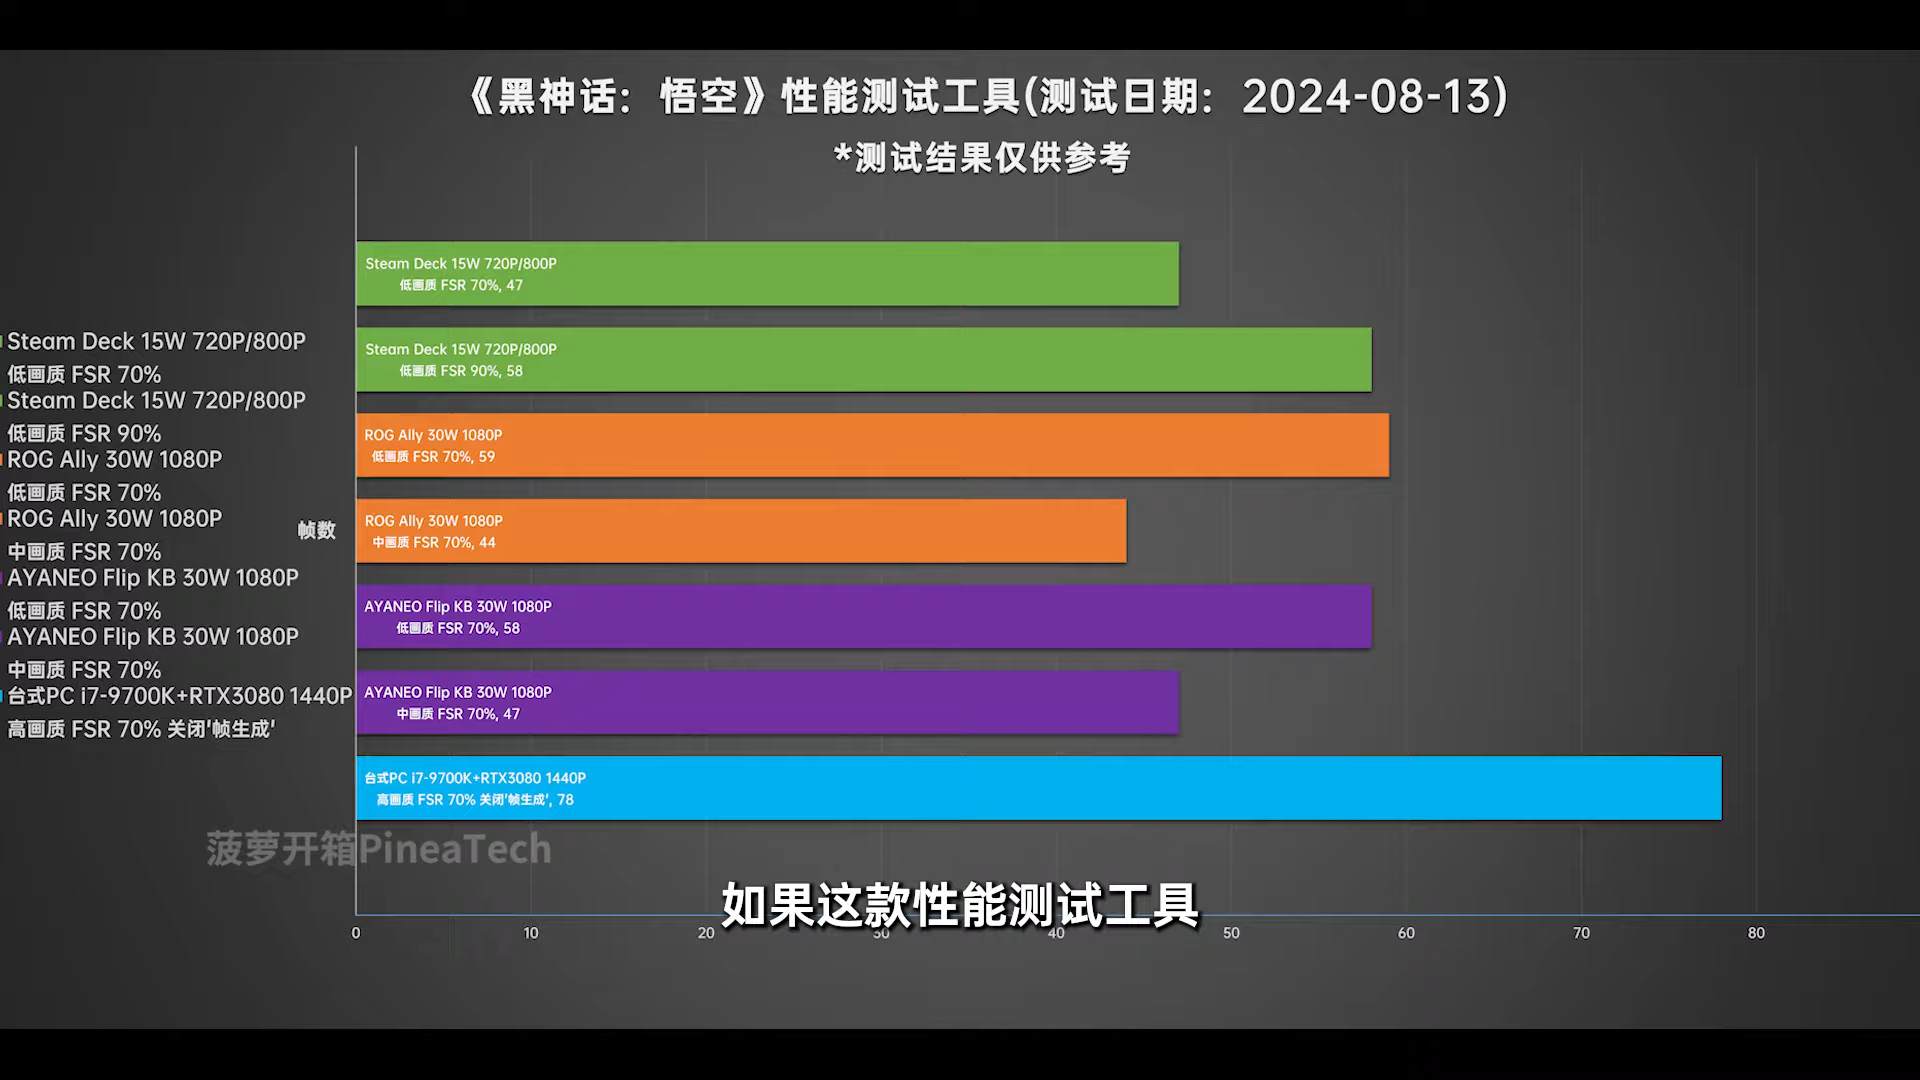 《黑神话：悟空》性能测试工具(测试日期：2024-08-13)
*测试结果仅供参考
Steam Deck 15W 720P/800P
低画质 FSR 70%
Steam Deck 15W 720P/800P
低画质 FSR 90%
ROG Ally 30W 1080P
低画质 FSR 70%
ROG Ally 30W 1080P
中画质 FSR 70%
AYANEO Flip KB 30W 1080P
低画质 FSR 70%
AYANEO Flip KB 30W 1080P
中画质 FSR 70%
台式PC i7-9700K+RTX3080 1440P
高画质 FSR 70% 关闭'帧生成'
帧数
Steam Deck 15W 720P/800P
低画质 FSR 70%, 47
Steam Deck 15W 720P/800P
低画质 FSR 90%, 58
ROG Ally 30W 1080P
低画质 FSR 70%, 59
ROG Ally 30W 1080P
中画质 FSR 70%, 44
AYANEO Flip KB 30W 1080P
低画质 FSR 70%, 58
AYANEO Flip KB 30W 1080P
中画质 FSR 70%, 47
台式PC i7-9700K+RTX3080 1440P
高画质 FSR 70% 关闭'帧生成', 78
菠萝开箱PineaTech
如果这款性能测试工具
0 10 20 30 40 50 60 70 80